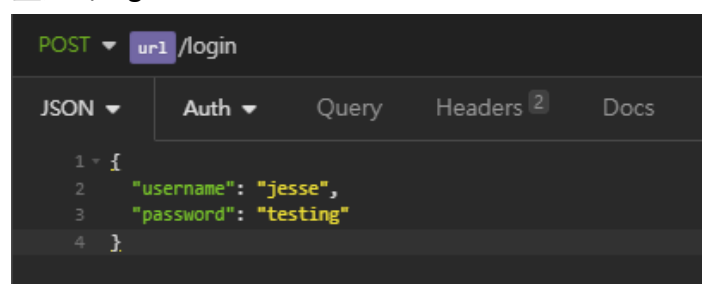 POST url /login
JSON Auth Query Headers 2 Docs
1 {
2 "username": "jesse",
3 "password": "testing"
4 }